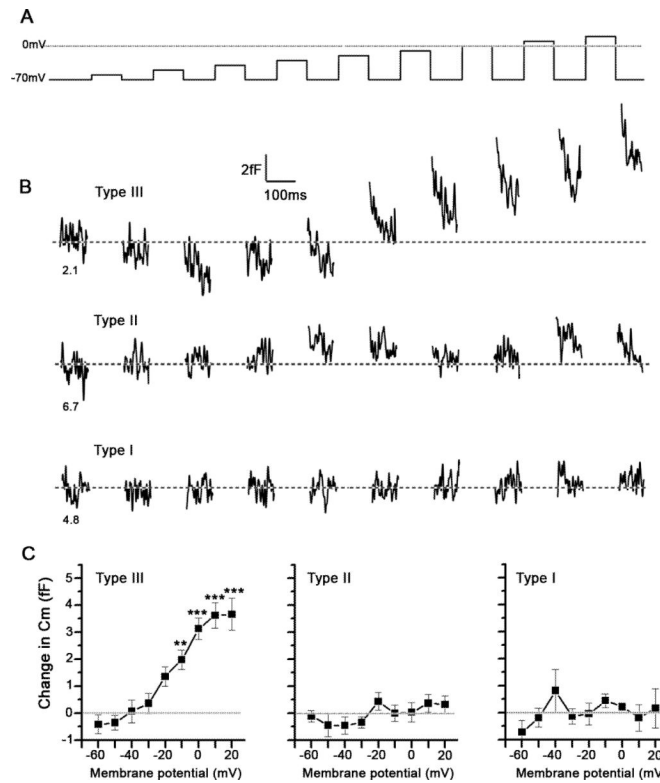 A
0mV
-70mV
2fF
100ms
B
Type III
2.1
Type II
6.7
Type I
4.8
C
Type III
Type II
Type I
** *** *** ***
Change in Cm (fF)
5
4
3
2
1
0
-1
-60 -40 -20 0 20
-60 -40 -20 0 20
-60 -40 -20 0 20
Membrane potential (mV)
Membrane potential (mV)
Membrane potential (mV)